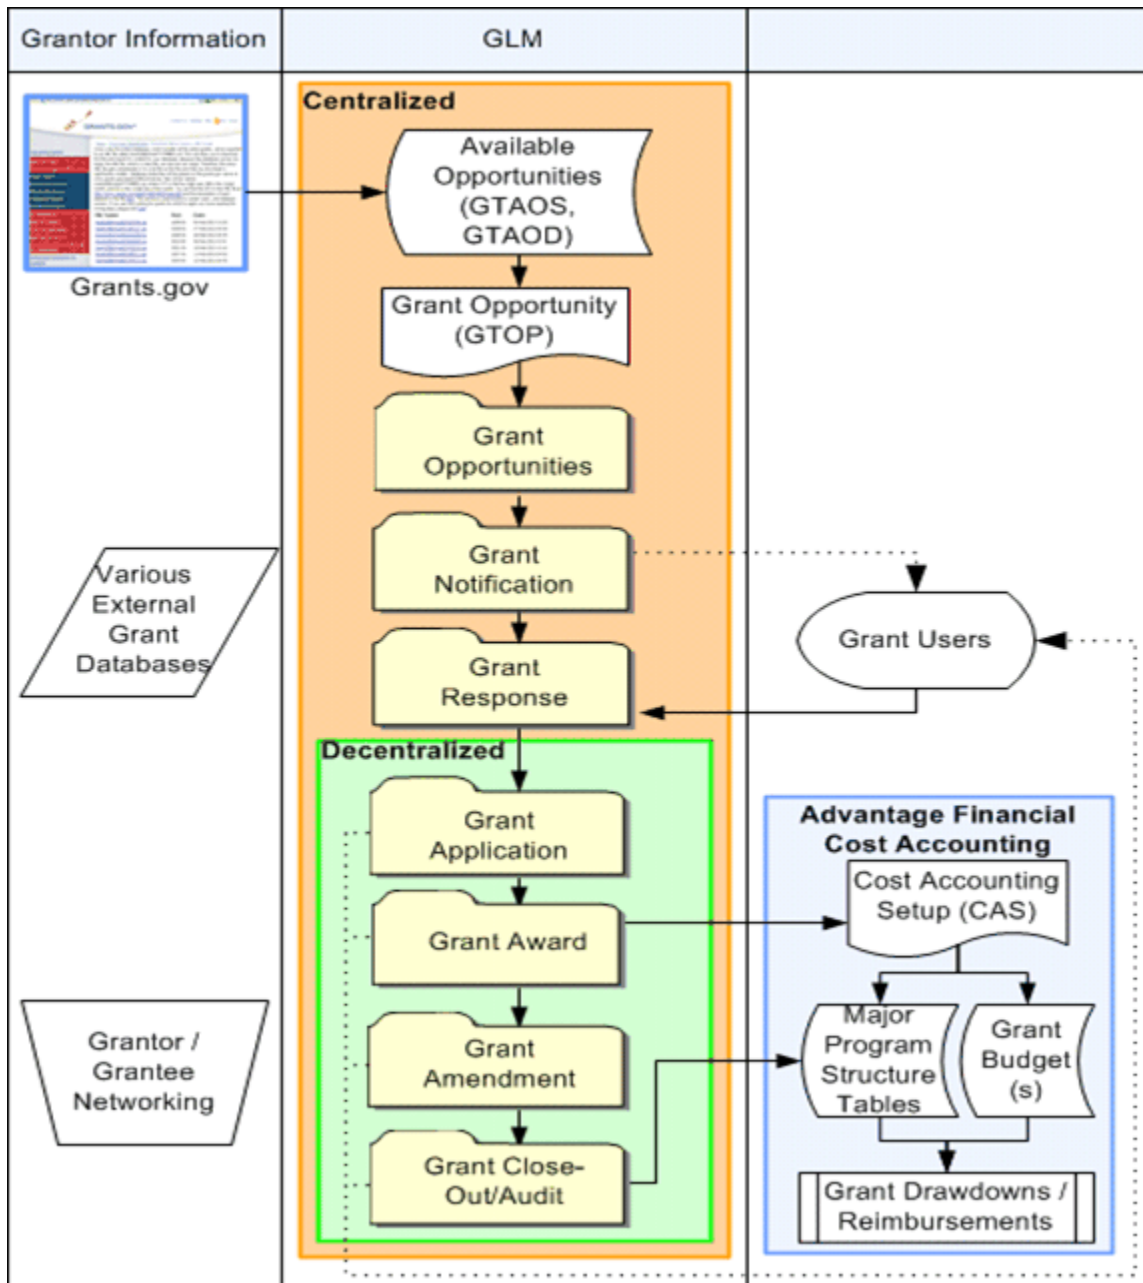 Grantor Information
GLM
Centralized
GRANTS.GOV
Grants.gov
Available
Opportunities
(GTAOS,
GTAOD)
Grant Opportunity
(GTOP)
Grant
Opportunities
Grant
Notification
Various
External
Grant
Databases
Grant Users
Grant
Response
Decentralized
Grant
Application
Grant Award
Grant
Amendment
Grant Close-
Out/Audit
Grantor /
Grantee
Networking
Advantage Financial
Cost Accounting
Cost Accounting
Setup (CAS)
Major
Program
Structure
Tables
Grant
Budget
(s)
Grant Drawdowns /
Reimbursements